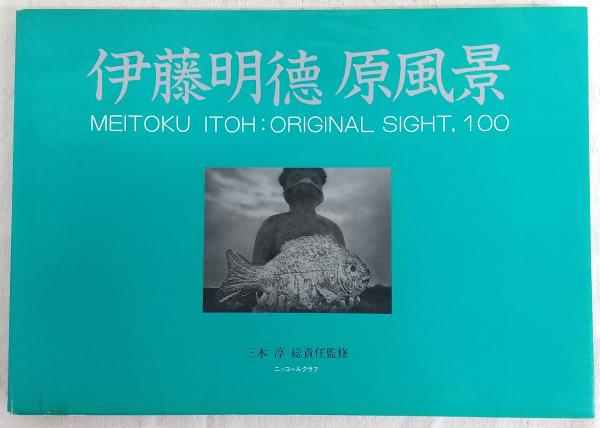 伊藤明徳 原風景
MEITOKU ITOH:ORIGINAL SIGHT, 100
三木 淳 総責任監修
ニッコールクラブ